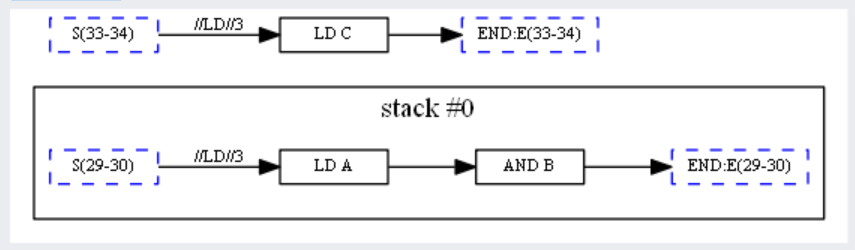 S(33-34) //LD//3 LD C END:E(33-34)
stack #0
S(29-30) //LD//3 LD A AND B END:E(29-30)